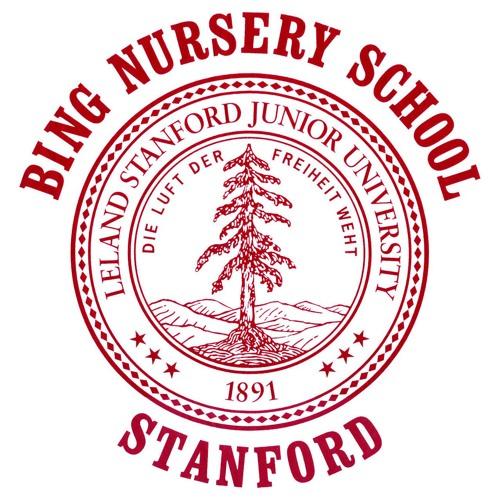 BING NURSERY SCHOOL
LELAND STANFORD JUNIOR UNIVERSITY
DIE LUFT DER FREIHEIT WEHT
1891
STANFORD